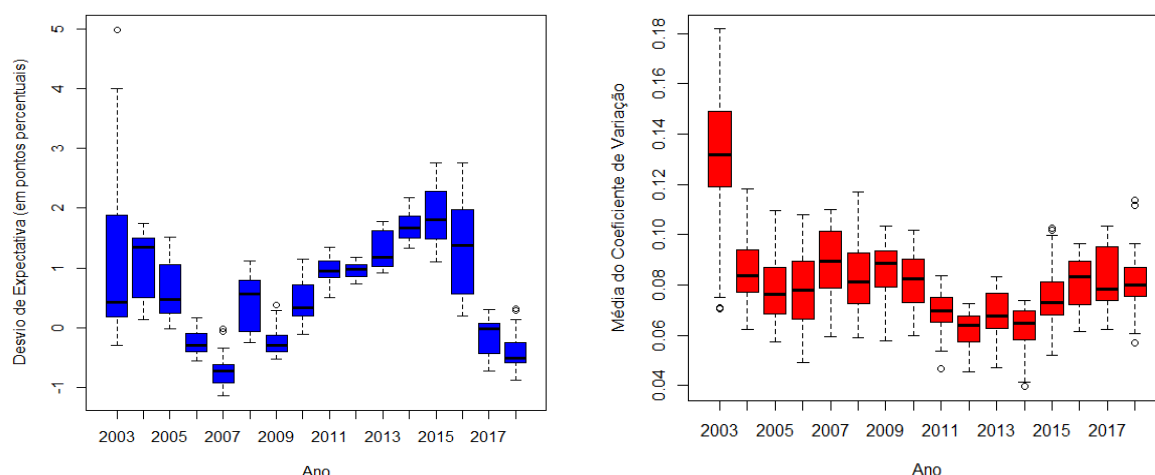 Desvio de Expectativa (em pontos percentuais)
5
4
3
2
1
0
-1
2003 2005 2007 2009 2011 2013 2015 2017
Ano
Média do Coeficiente de Variação
0.18
0.16
0.14
0.12
0.10
0.08
0.06
0.04
2003 2005 2007 2009 2011 2013 2015 2017
Ano